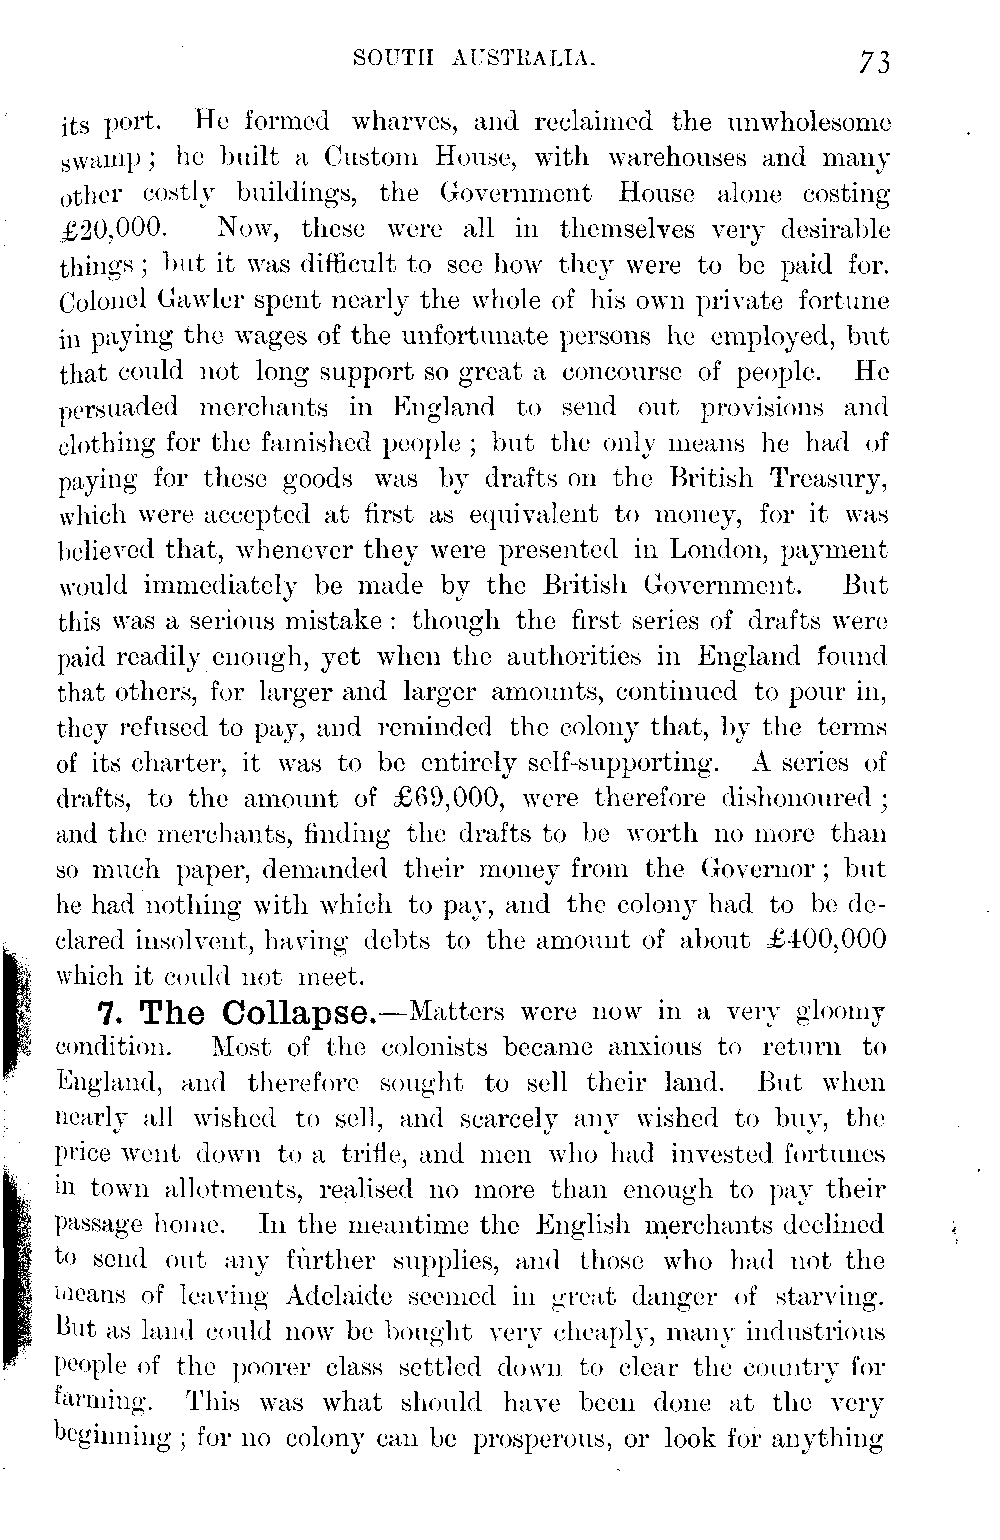 SOUTH AUSTRALIA. 73
its port. He formed wharves, and reclaimed the unwholesome
swamp; he built a Custom House, with warehouses and many
other costly buildings, the Government House alone costing
£20,000. Now, these were all in themselves very desirable
things; but it was difficult to see how they were to be paid for.
Colonel Gawler spent nearly the whole of his own private fortune
in paying the wages of the unfortunate persons he employed, but
that could not long support so great a concourse of people. He
persuaded merchants in England to send out provisions and
clothing for the famished people; but the only means he had of
paying for these goods was by drafts on the British Treasury,
which were accepted at first as equivalent to money, for it was
believed that, whenever they were presented in London, payment
would immediately be made by the British Government. But
this was a serious mistake: though the first series of drafts were
paid readily enough, yet when the authorities in England found
that others, for larger and larger amounts, continued to pour in,
they refused to pay, and reminded the colony that, by the terms
of its charter, it was to be entirely self-supporting. A series of
drafts, to the amount of £69,000, were therefore dishonoured;
and the merchants, finding the drafts to be worth no more than
so much paper, demanded their money from the Governor; but
he had nothing with which to pay, and the colony had to be de-
clared insolvent, having debts to the amount of about £400,000
which it could not meet.
7. The Collapse.—Matters were now in a very gloomy
condition. Most of the colonists became anxious to return to
England, and therefore sought to sell their land. But when
nearly all wished to sell, and scarcely any wished to buy, the
price went down to a trifle, and men who had invested fortunes
in town allotments, realised no more than enough to pay their
passage home. In the meantime the English merchants declined
to send out any further supplies, and those who had not the
means of leaving Adelaide seemed in great danger of starving.
But as land could now be bought very cheaply, many industrious
people of the poorer class settled down to clear the country for
farming. This was what should have been done at the very
beginning; for no colony can be prosperous, or look for anything